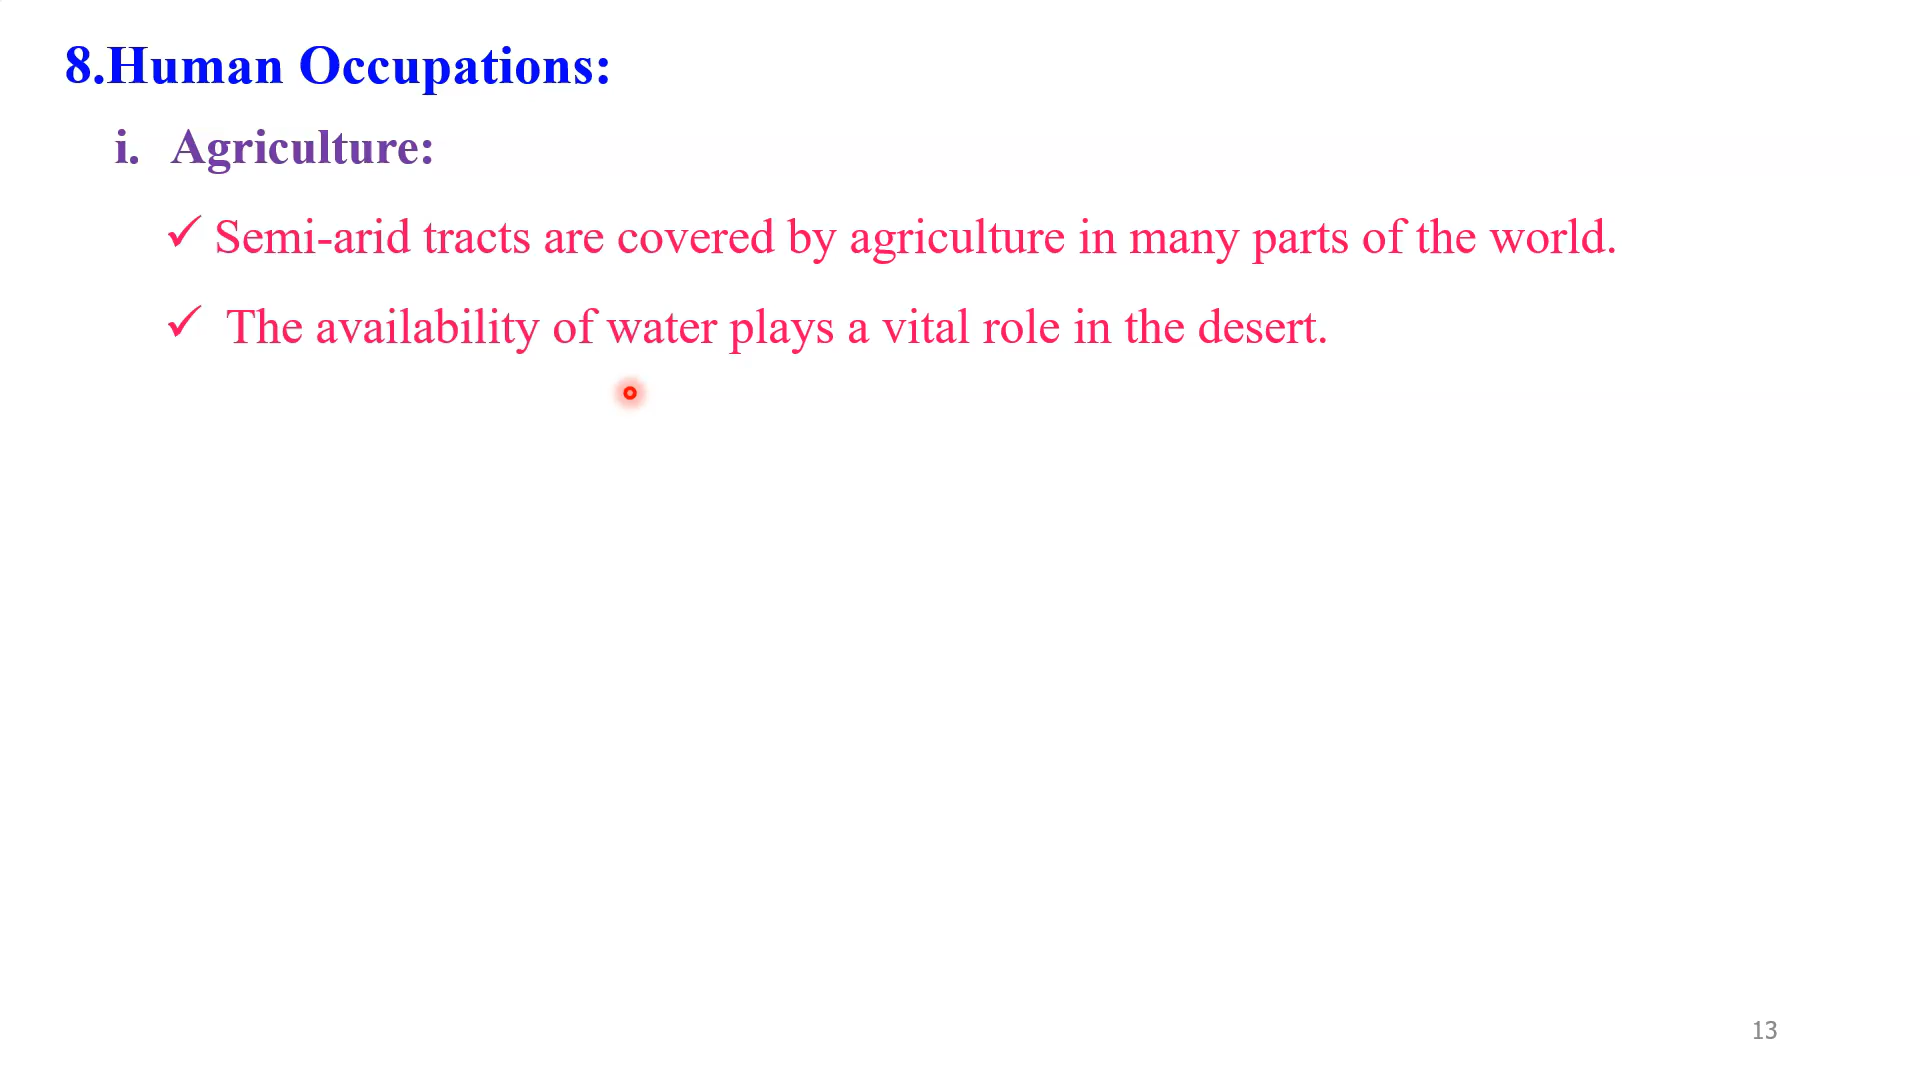 8.Human Occupations:
i. Agriculture:
✓ Semi-arid tracts are covered by agriculture in many parts of the world.
✓ The availability of water plays a vital role in the desert.
13